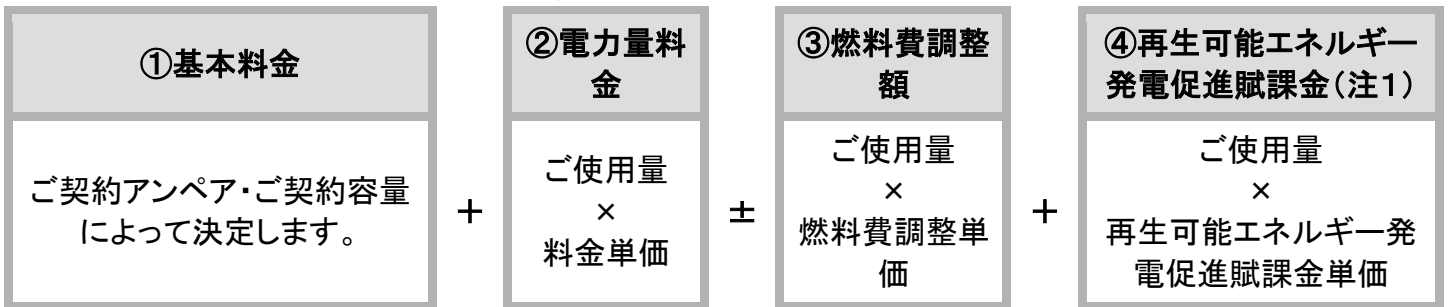 ①基本料金
ご契約アンペア・ご契約容量
によって決定します。
＋
②電力量料
金
ご使用量
×
料金単価
±
③燃料費調整
額
ご使用量
×
燃料費調整単
価
＋
④再生可能エネルギー
発電促進賦課金（注１）
ご使用量
×
再生可能エネルギー発
電促進賦課金単価